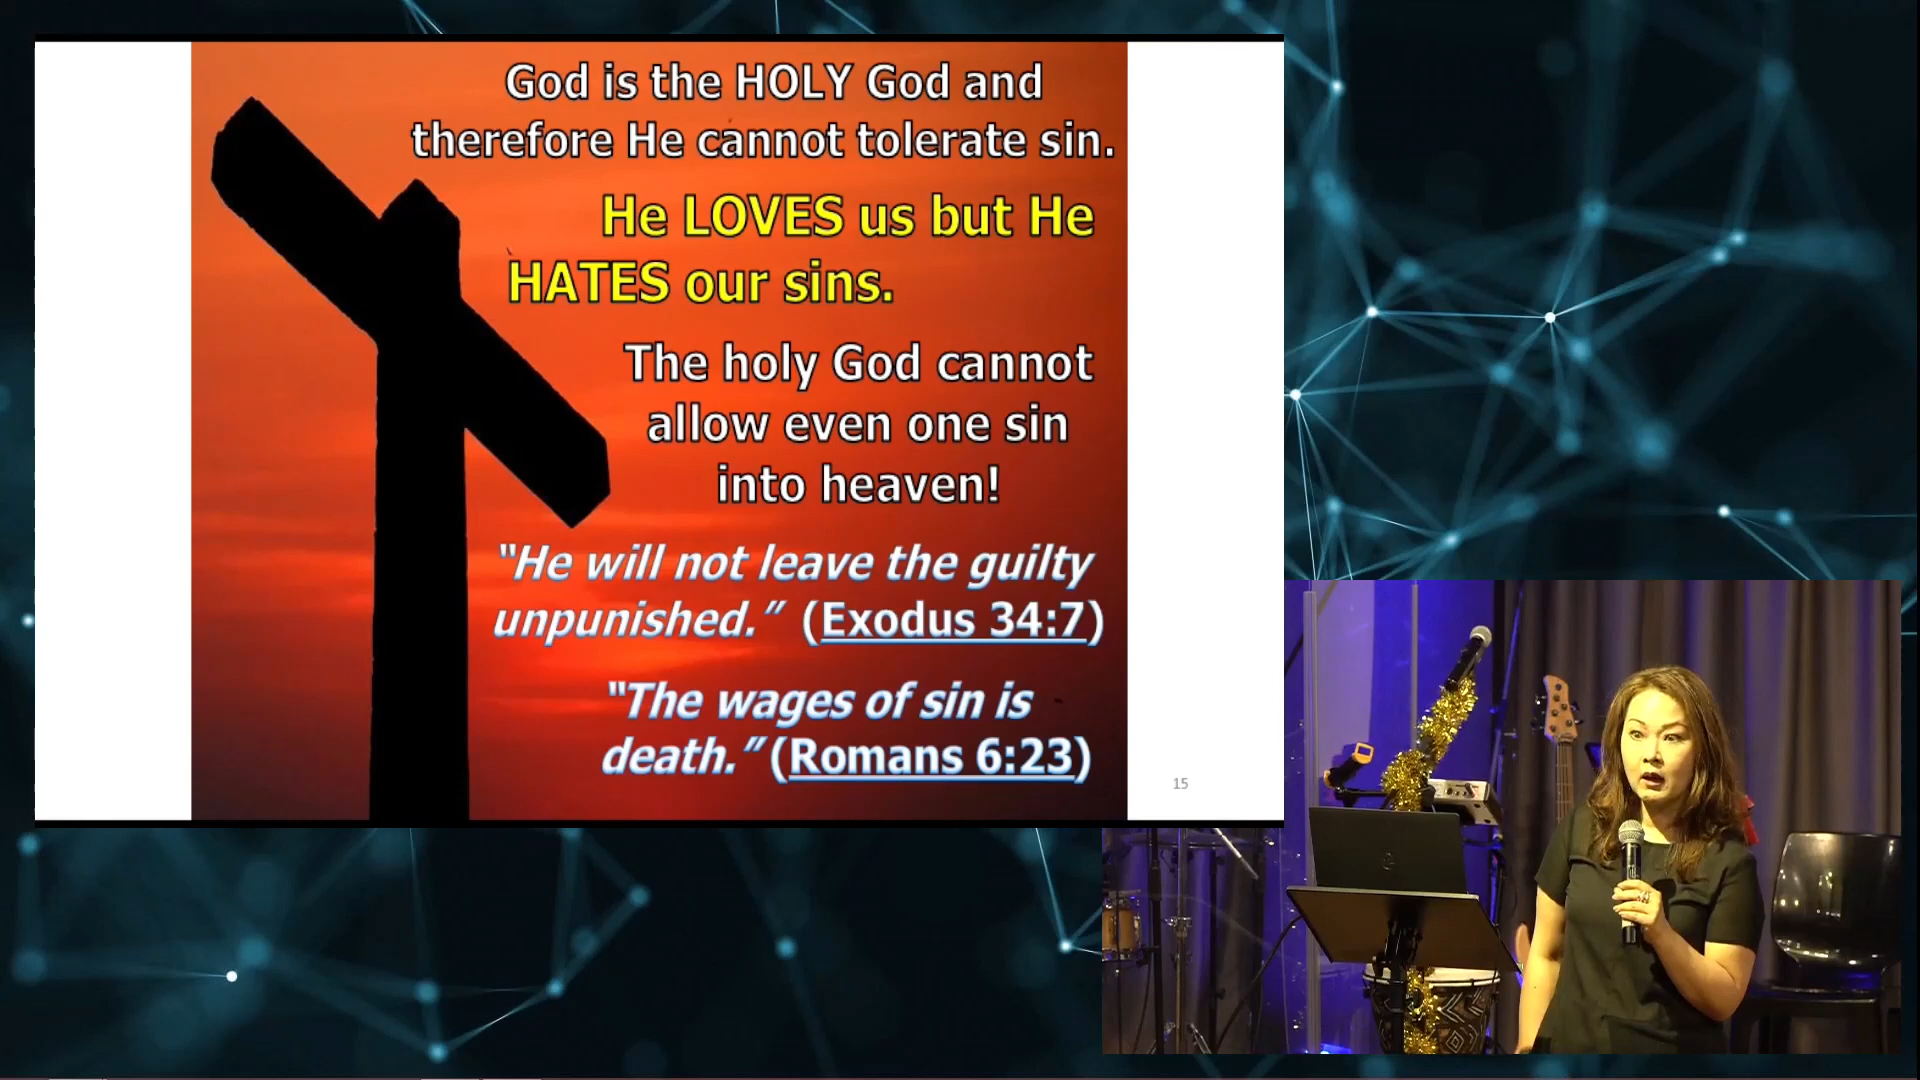 God is the HOLY God and
therefore He cannot tolerate sin.
He LOVES us but He
HATES our sins.
The holy God cannot
allow even one sin
into heaven!
“He will not leave the guilty
unpunished.” (Exodus 34:7)
“The wages of sin is
death.” (Romans 6:23)
15